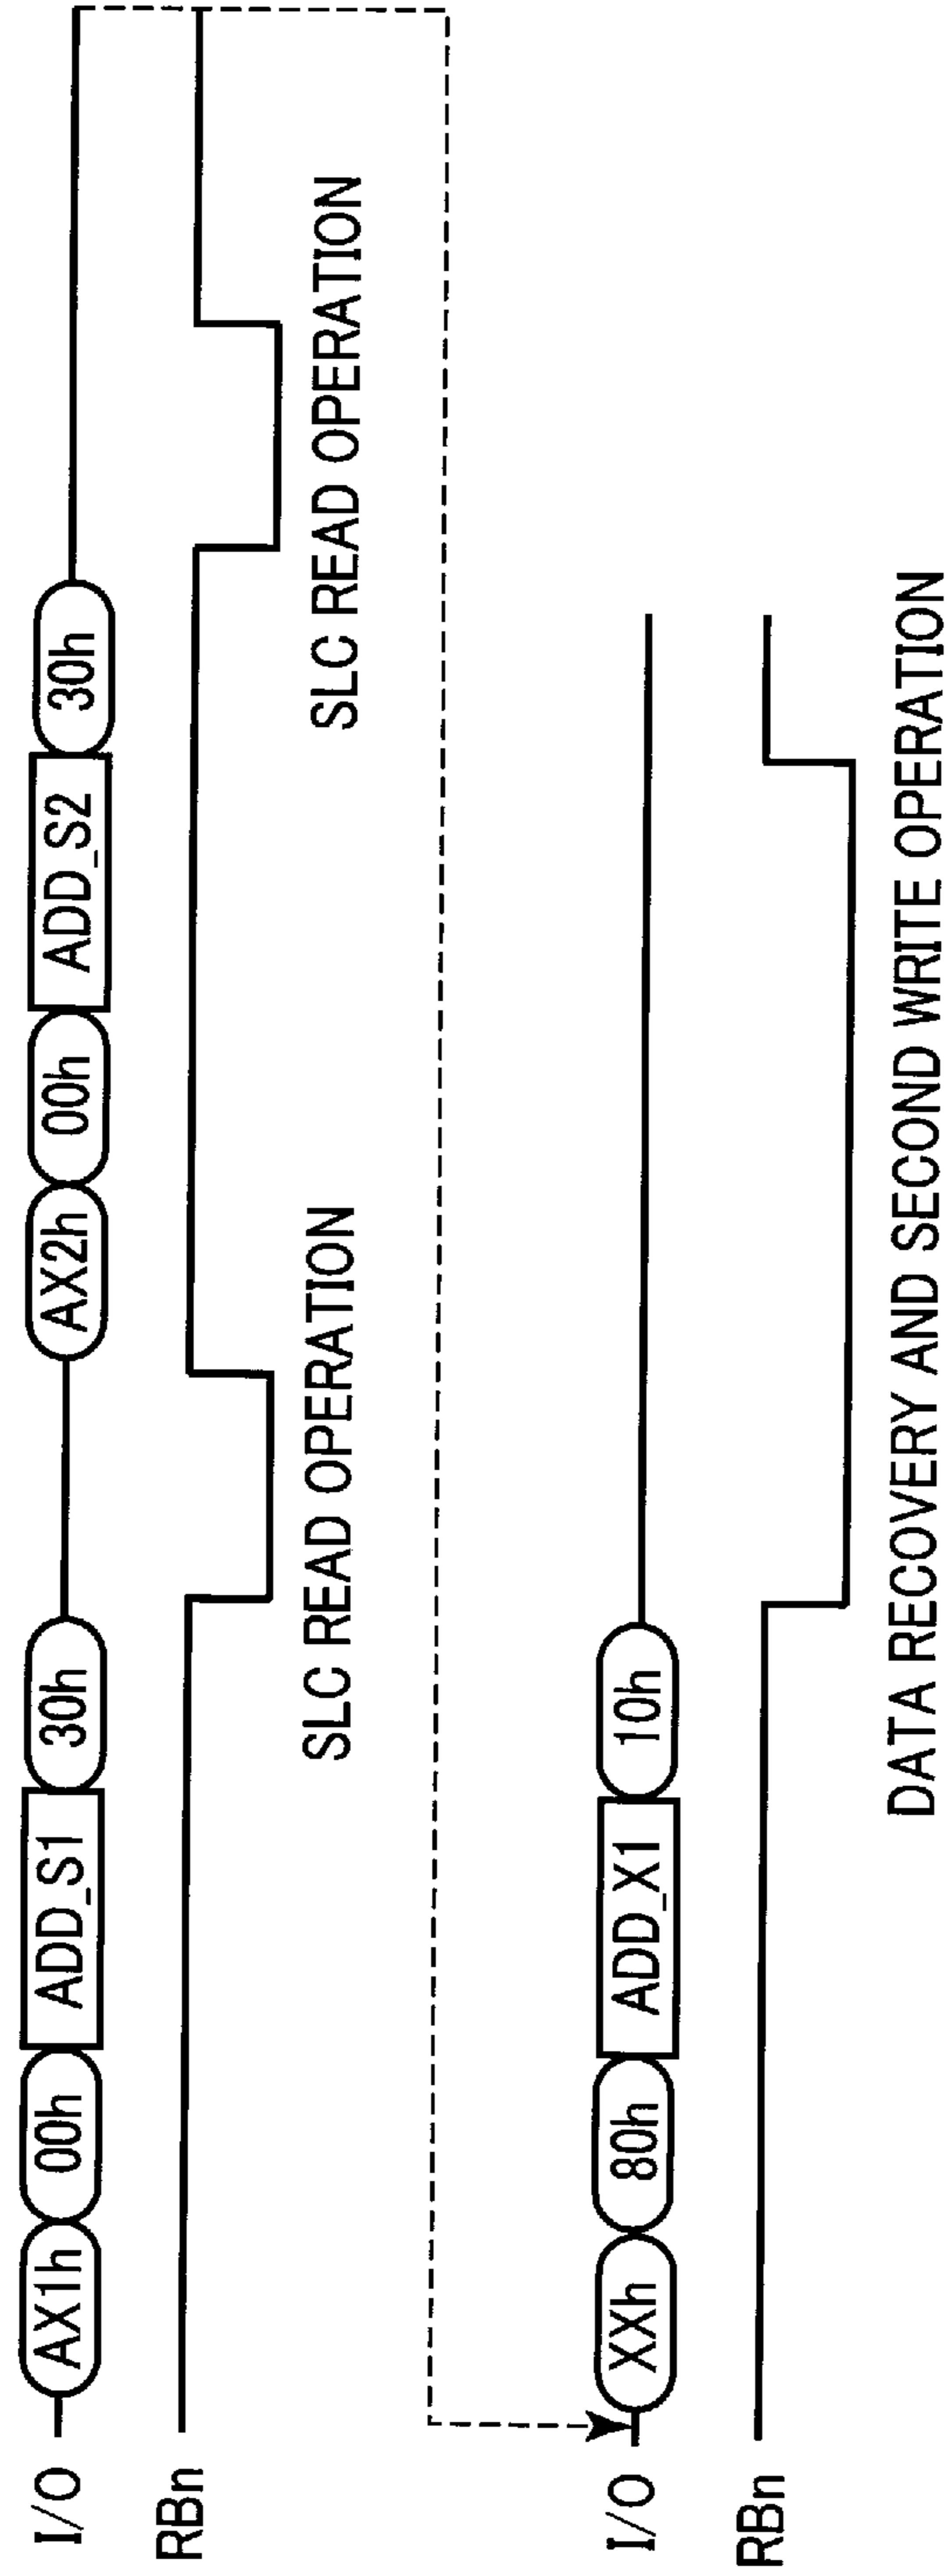 I/O AX1h 00h ADD_S1 30h AX2h 00h ADD_S2 30h
RBn
SLC READ OPERATION SLC READ OPERATION
I/O XXh 80h ADD_X1 10h
RBn
DATA RECOVERY AND SECOND WRITE OPERATION